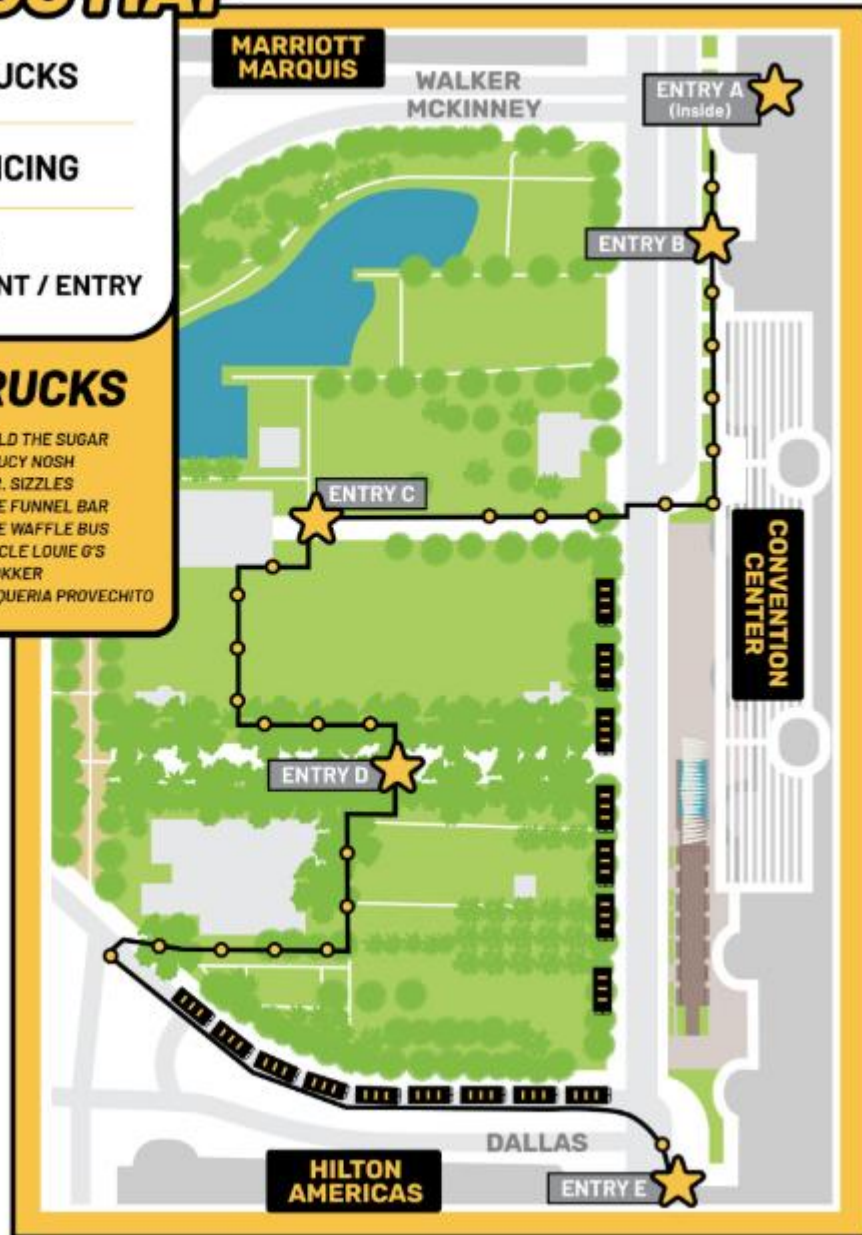 UCKS
ICING
NT / ENTRY
RUCKS
LD THE SUGAR
UCY NOSH
R. SIZZLES
E FUNNEL BAR
E WAFFLE BUS
CLE LOUIE G'S
OKKER
QUERIA PROVECHITO
MARRIOTT
MARQUIS
WALKER
MCKINNEY
ENTRY A
(Inside)
ENTRY B
ENTRY C
CONVENTION
CENTER
ENTRY D
DALLAS
HILTON
AMERICAS
ENTRY E